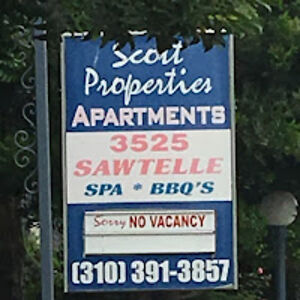 Scott
Properties
APARTMENTS
3525
SAWTELLE
SPA * BBQ'S
Sorry NO VACANCY
(310) 391-3857